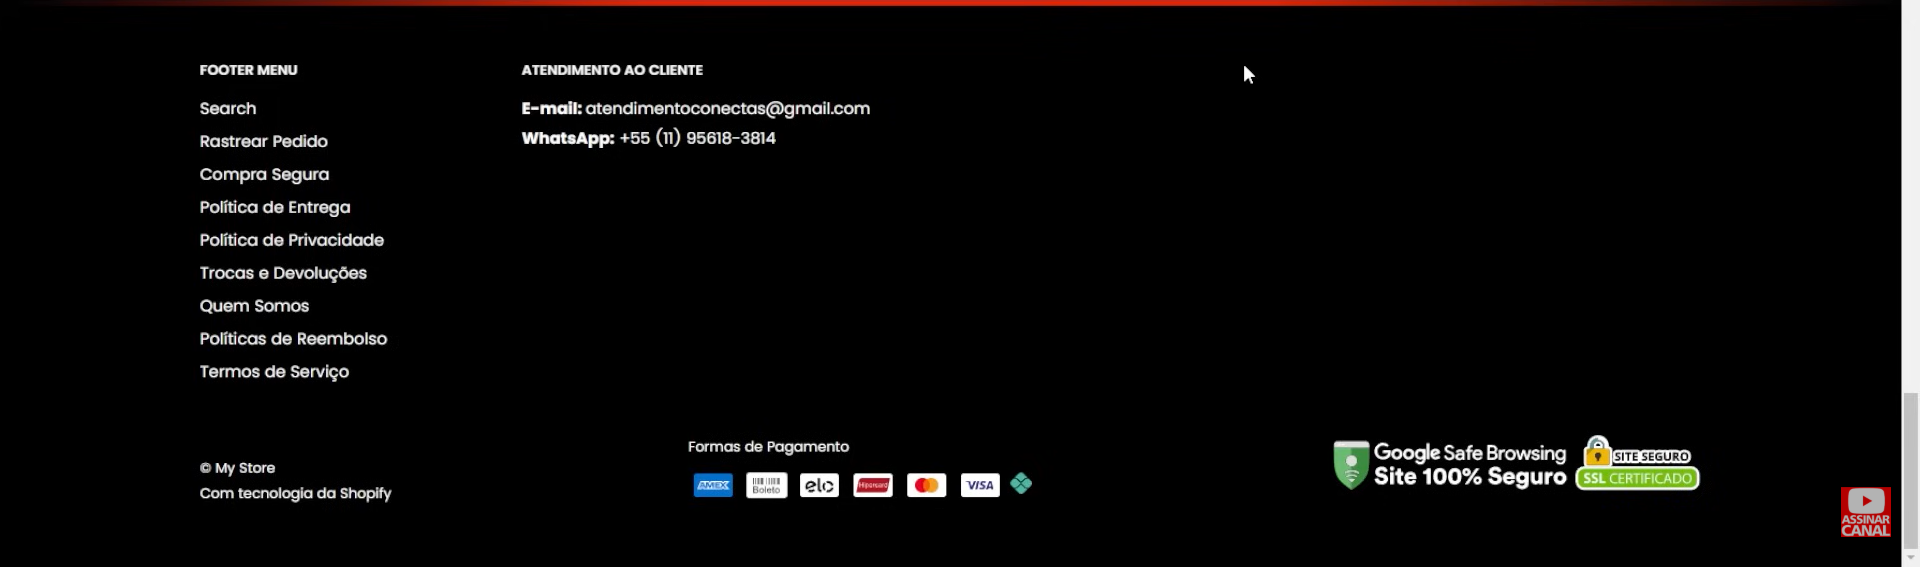 FOOTER MENU
Search
Rastrear Pedido
Compra Segura
Política de Entrega
Política de Privacidade
Trocas e Devoluções
Quem Somos
Políticas de Reembolso
Termos de Serviço
ATENDIMENTO AO CLIENTE
E-mail: atendimentoconectas@gmail.com
WhatsApp: +55 (11) 95618-3814
© My Store
Com tecnologia da Shopify
Formas de Pagamento
AMEX Boleto elo Hipercard VISA
Google Safe Browsing
Site 100% Seguro
SITE SEGURO
SSL CERTIFICADO
ASSINAR
CANAL